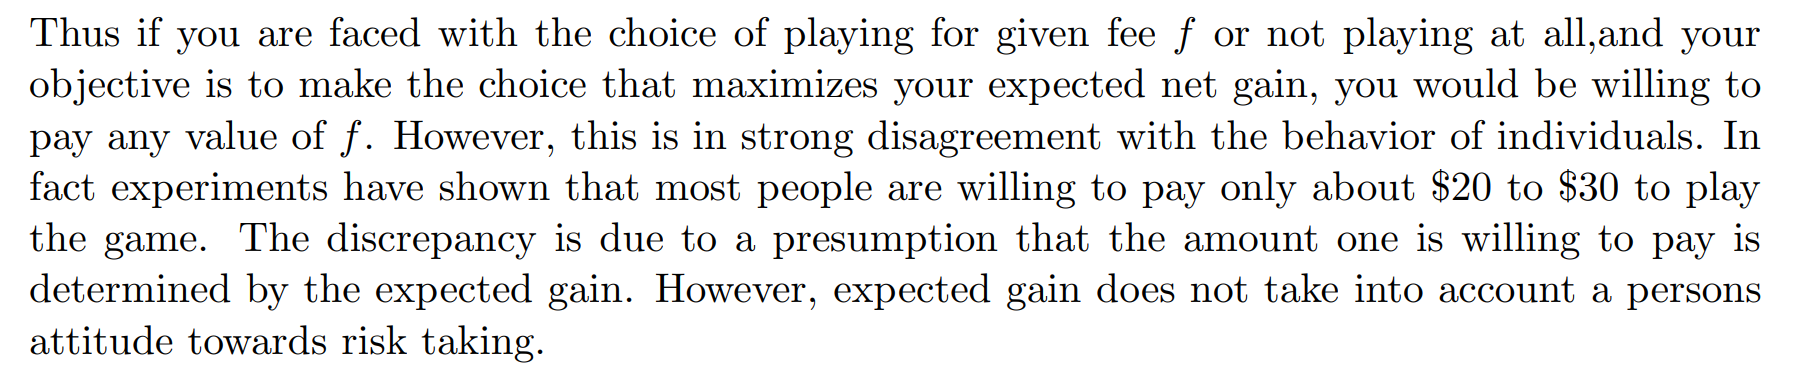 Thus if you are faced with the choice of playing for given fee f or not playing at all,and your
objective is to make the choice that maximizes your expected net gain, you would be willing to
pay any value of f. However, this is in strong disagreement with the behavior of individuals. In
fact experiments have shown that most people are willing to pay only about $20 to $30 to play
the game. The discrepancy is due to a presumption that the amount one is willing to pay is
determined by the expected gain. However, expected gain does not take into account a persons
attitude towards risk taking.